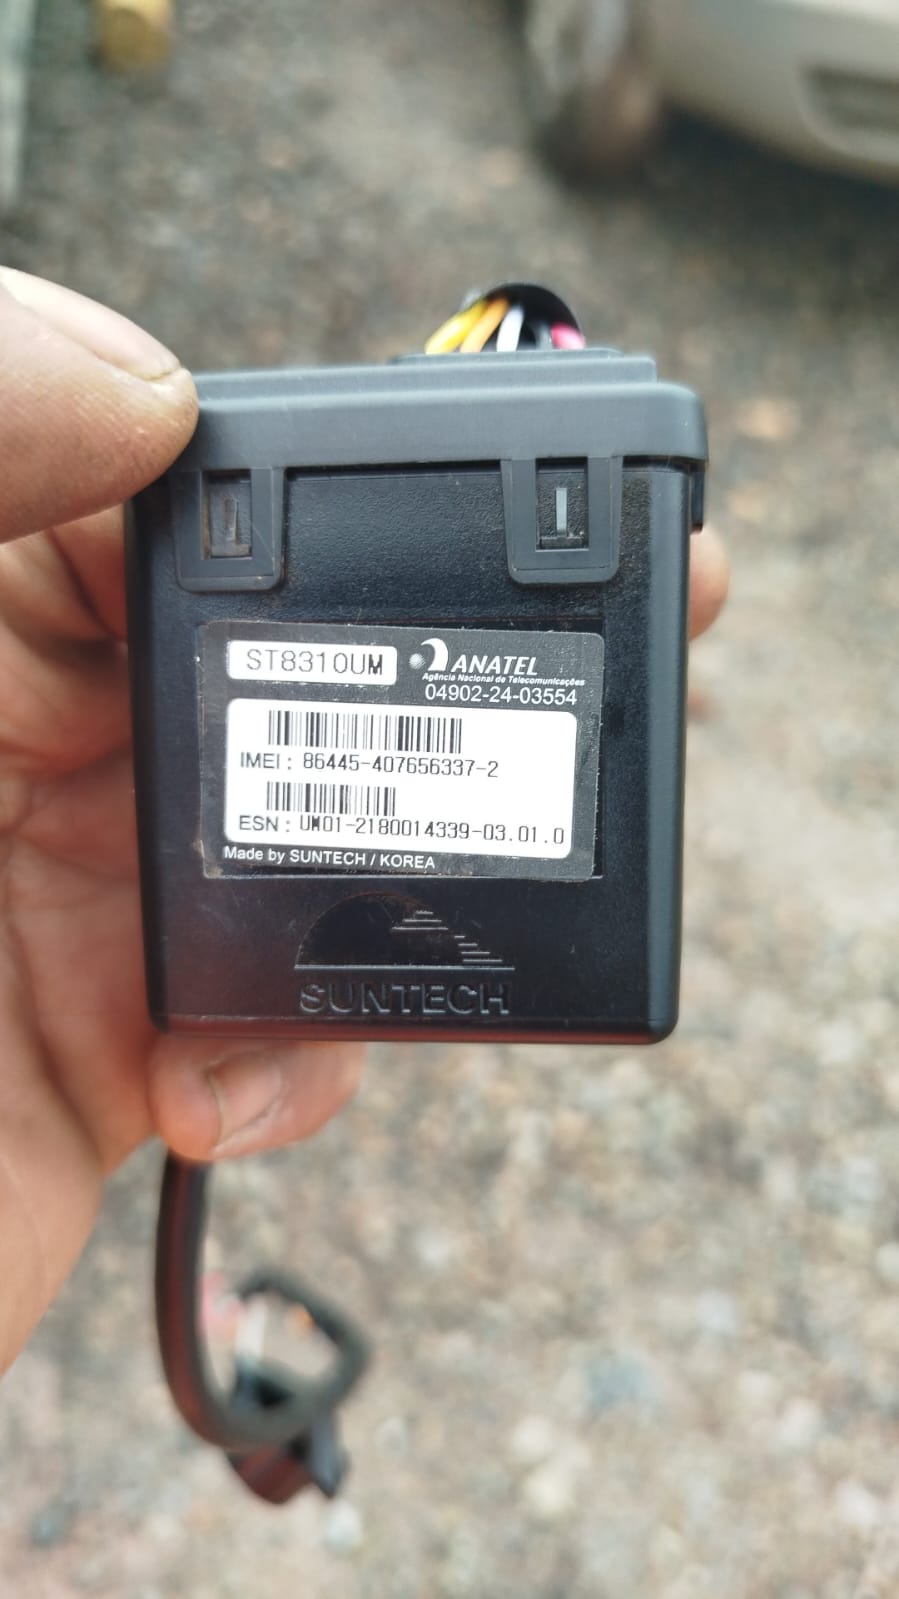 ST8310UM
ANATEL
Agência Nacional de Telecomunicações
04902-24-03554
IMEI : 86445-407656337-2
ESN : UM01-2180014339-03.01.0
Made by SUNTECH / KOREA
SUNTECH